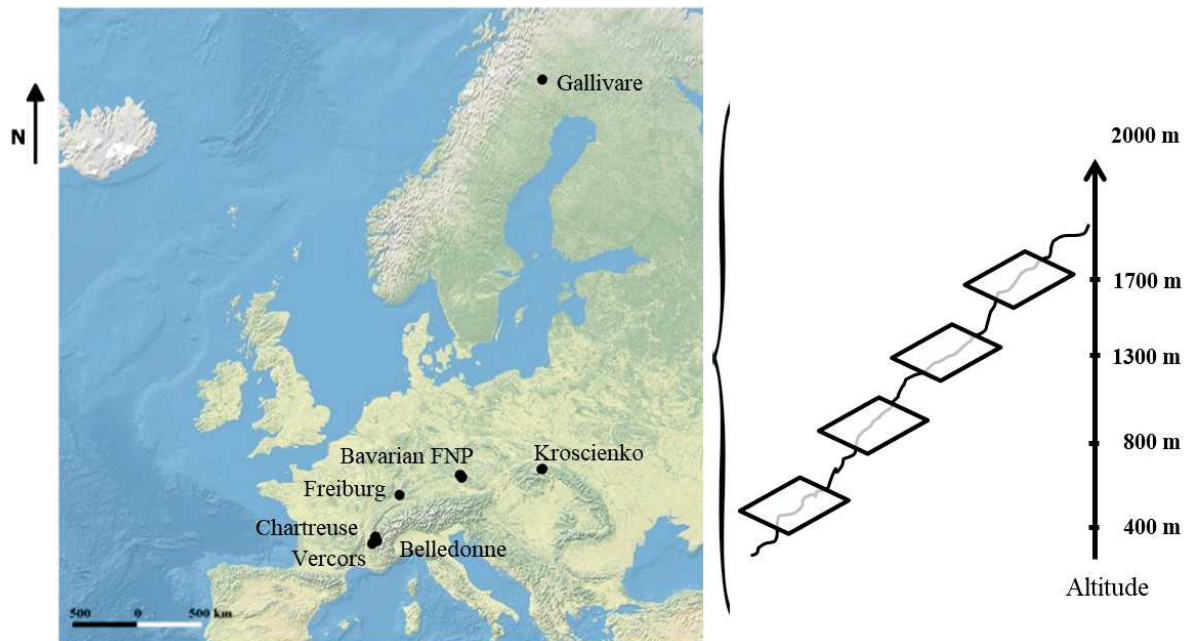 N
Gallivare
Bavarian FNP
Kroscienko
Freiburg
Chartreuse
Vercors
Belledonne
500 0 500 km
2000 m
1700 m
1300 m
800 m
400 m
Altitude